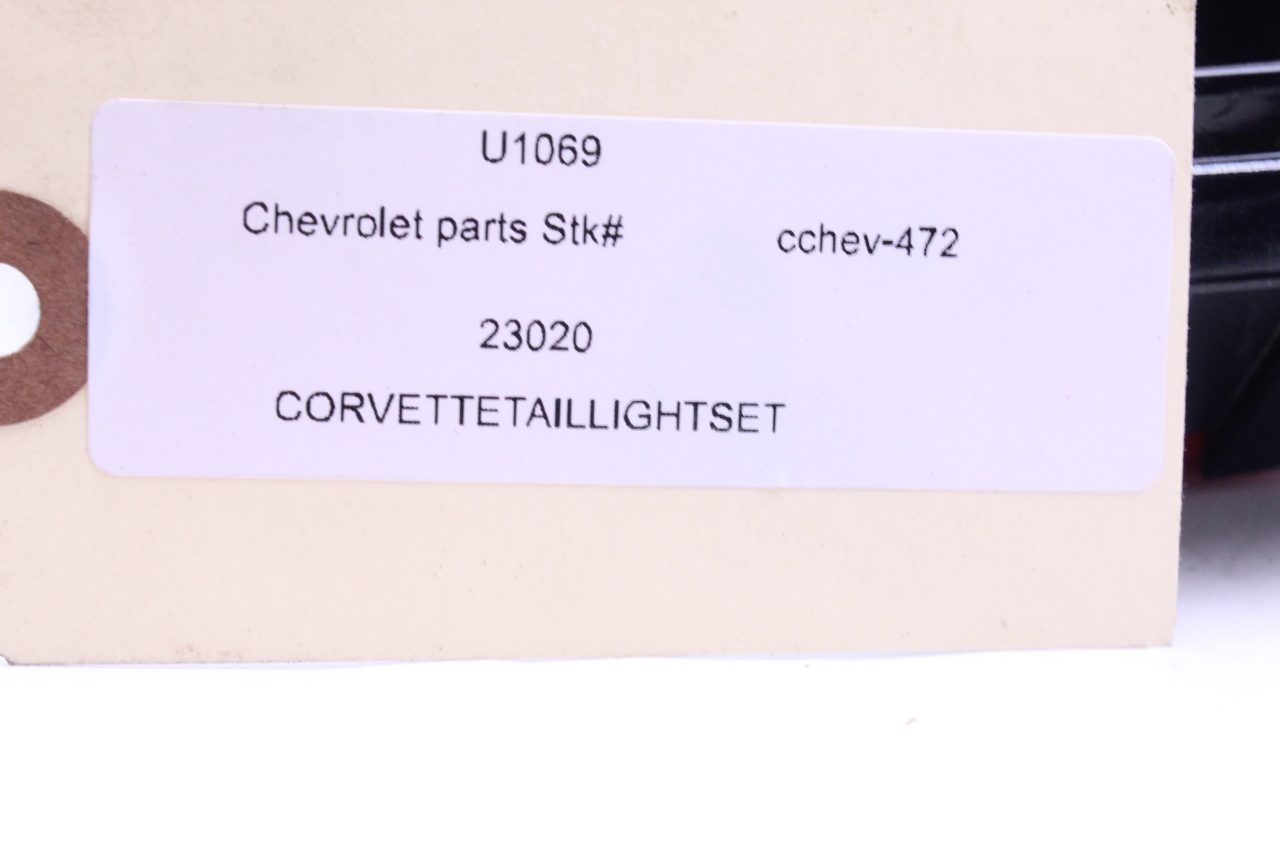 U1069
Chevrolet parts Stk# cchev-472
23020
CORVETTETAILLIGHTSET